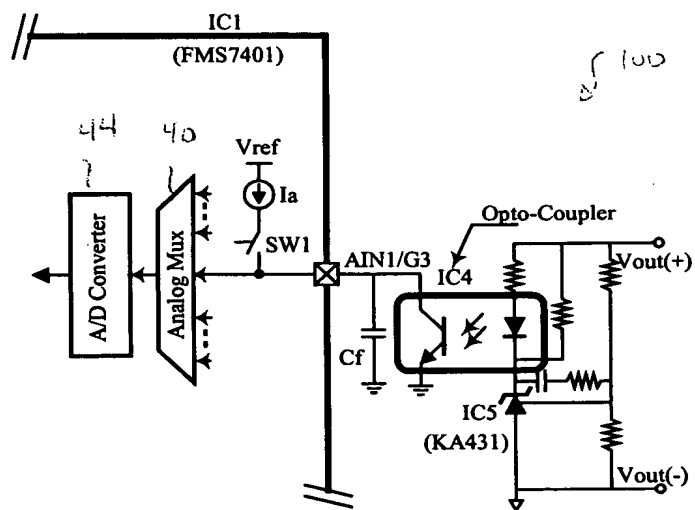 IC1
(FMS7401)
100
44
40
Vref
Ia
Opto-Coupler
SW1
AIN1/G3
IC4
Vout(+)
A/D Converter
Analog Mux
Cf
IC5
(KA431)
Vout(-)